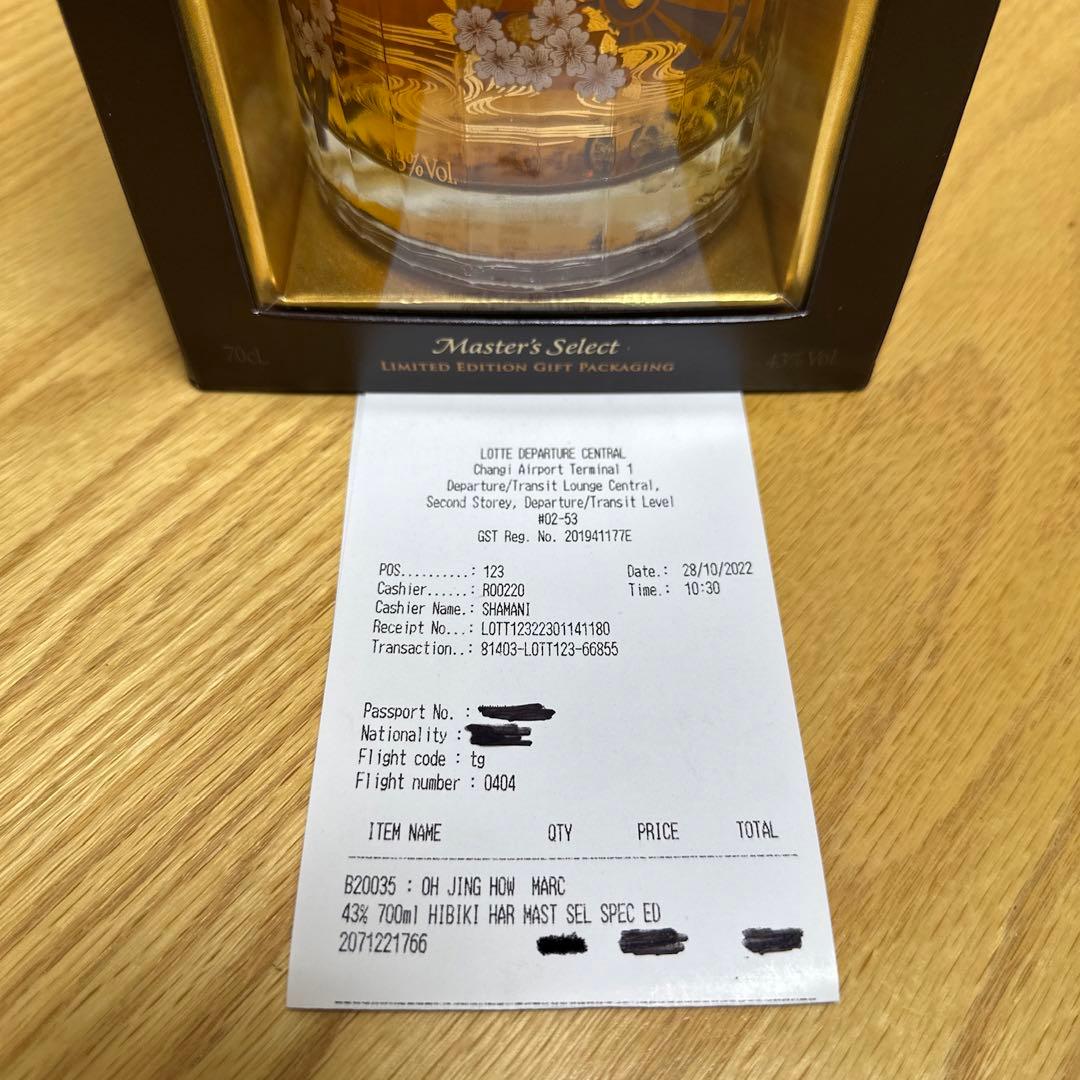 %Vol.
Master's Select
70cL
LIMITED EDITION GIFT PACKAGING
43% Vol.
LOTTE DEPARTURE CENTRAL
Changi Airport Terminal 1
Departure/Transit Lounge Central,
Second Storey, Departure/Transit Level
#02-53
GST Reg. No. 201941177E
POS..........: 123 Date.: 28/10/2022
Cashier......: R00220 Time.: 10:30
Cashier Name.: SHAMANI
Receipt No...: LOTT12322301141180
Transaction..: 81403-LOTT123-66855
Passport No. :
Nationality :
Flight code : tg
Flight number : 0404
ITEM NAME QTY PRICE TOTAL
B20035 : OH JING HOW MARC
43% 700ml HIBIKI HAR MAST SEL SPEC ED
2071221766